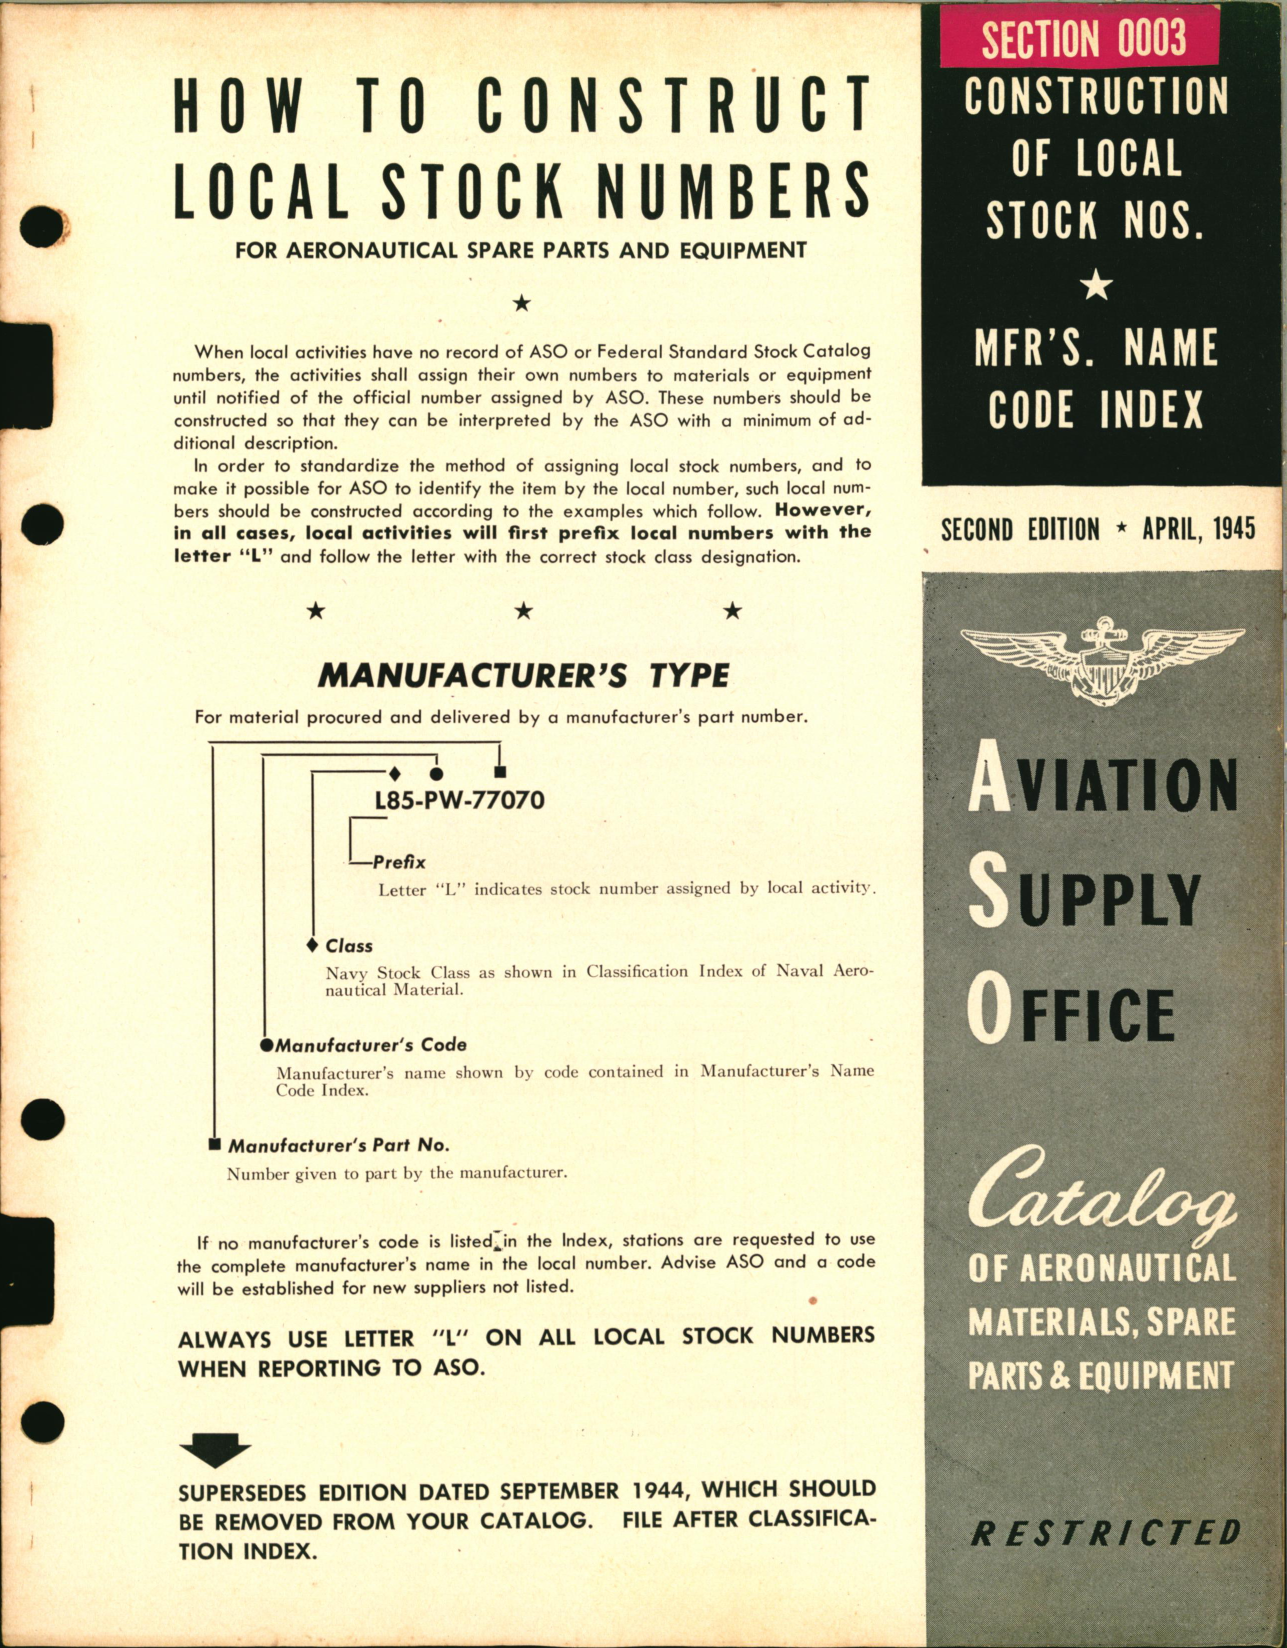 HOW TO CONSTRUCT
LOCAL STOCK NUMBERS
FOR AERONAUTICAL SPARE PARTS AND EQUIPMENT
When local activities have no record of ASO or Federal Standard Stock Catalog
numbers, the activities shall assign their own numbers to materials or equipment
until notified of the official number assigned by ASO. These numbers should be
constructed so that they can be interpreted by the ASO with a minimum of ad-
ditional description.
In order to standardize the method of assigning local stock numbers, and to
make it possible for ASO to identify the item by the local number, such local num-
bers should be constructed according to the examples which follow. However,
in all cases, local activities will first prefix local numbers with the
letter "L" and follow the letter with the correct stock class designation.
MANUFACTURER'S TYPE
For material procured and delivered by a manufacturer's part number.
L85-PW-77070
Prefix
Letter "L" indicates stock number assigned by local activity.
Class
Navy Stock Class as shown in Classification Index of Naval Aero-
nautical Material.
Manufacturer's Code
Manufacturer's name shown by code contained in Manufacturer's Name
Code Index.
Manufacturer's Part No.
Number given to part by the manufacturer.
If no manufacturer's code is listed in the Index, stations are requested to use
the complete manufacturer's name in the local number. Advise ASO and a code
will be established for new suppliers not listed.
ALWAYS USE LETTER "L" ON ALL LOCAL STOCK NUMBERS
WHEN REPORTING TO ASO.
SUPERSEDES EDITION DATED SEPTEMBER 1944, WHICH SHOULD
BE REMOVED FROM YOUR CATALOG. FILE AFTER CLASSIFICA-
TION INDEX.
SECTION 0003
CONSTRUCTION
OF LOCAL
STOCK NOS.
★
MFR'S. NAME
CODE INDEX
SECOND EDITION ★ APRIL, 1945
AVIATION
SUPPLY
OFFICE
Catalog
OF AERONAUTICAL
MATERIALS, SPARE
PARTS & EQUIPMENT
RESTRICTED